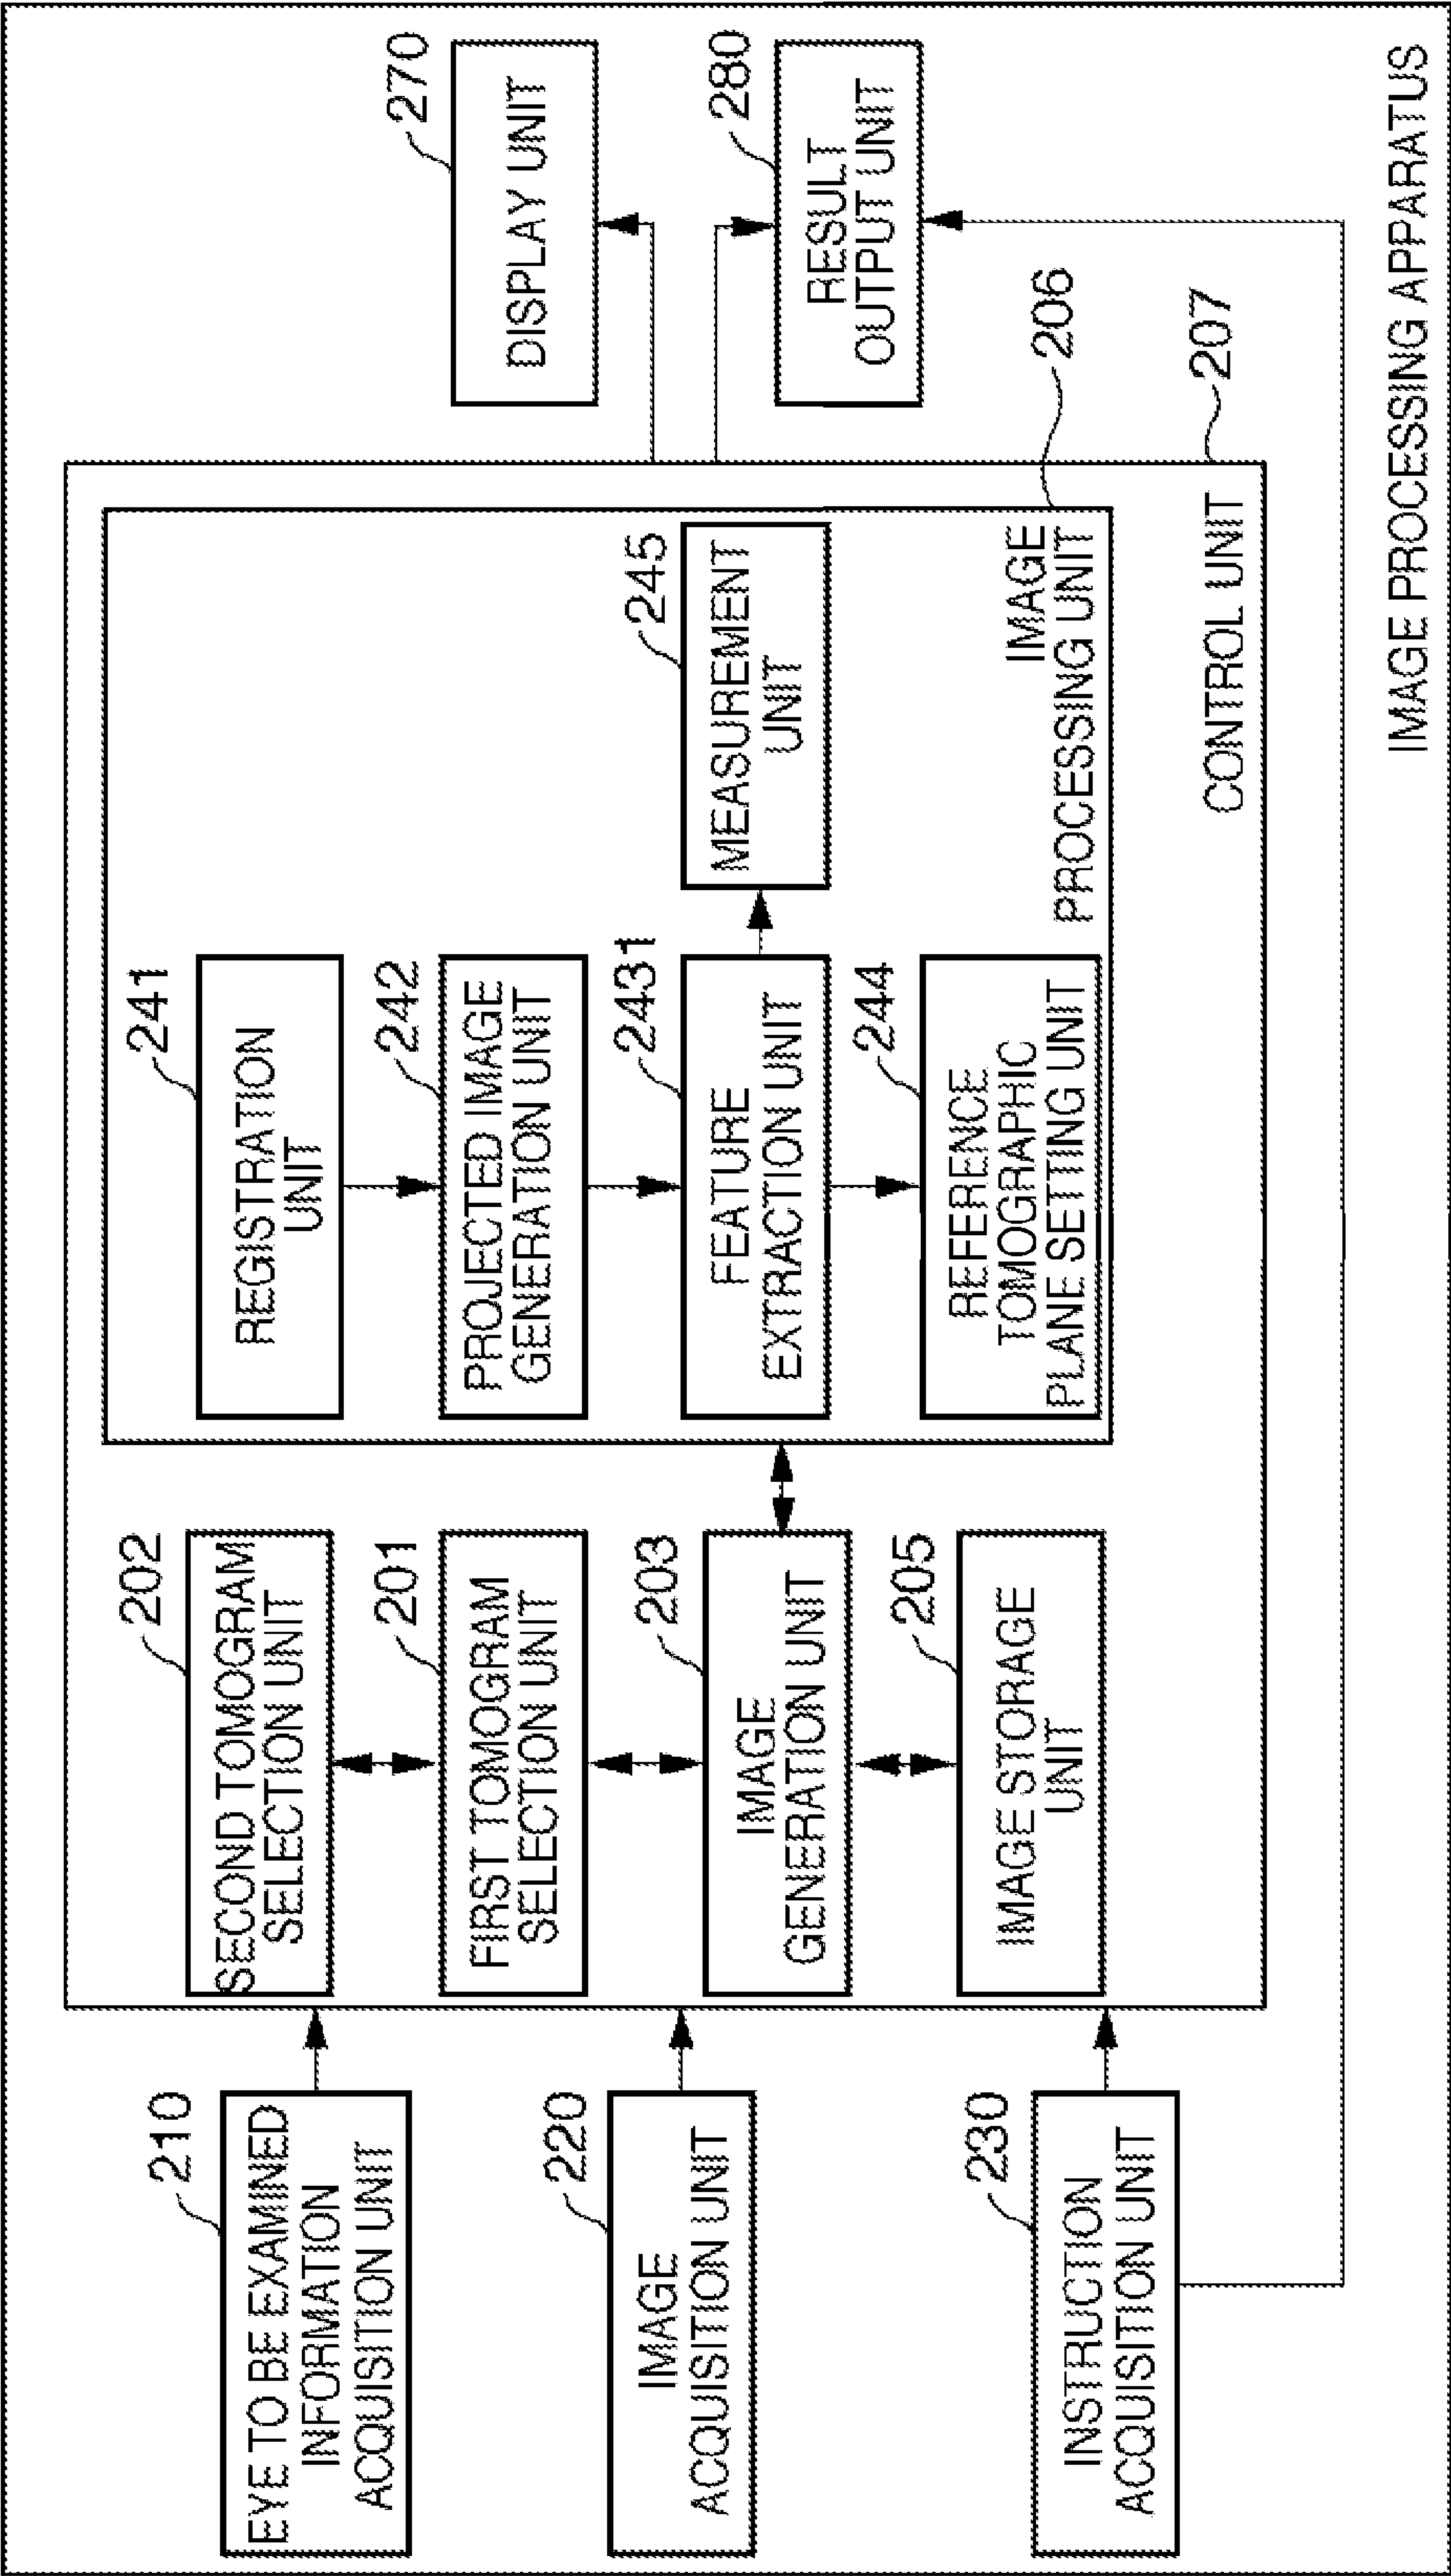 210
EYE TO BE EXAMINED
INFORMATION
ACQUISITION UNIT
220
IMAGE
ACQUISITION UNIT
230
INSTRUCTION
ACQUISITION UNIT
202
SECOND TOMOGRAM
SELECTION UNIT
201
FIRST TOMOGRAM
SELECTION UNIT
203
IMAGE
GENERATION UNIT
205
IMAGE STORAGE
UNIT
241
REGISTRATION
UNIT
242
PROJECTED IMAGE
GENERATION UNIT
2431
FEATURE
EXTRACTION UNIT
244
REFERENCE
TOMOGRAPHIC
PLANE SETTING UNIT
245
MEASUREMENT
UNIT
IMAGE
PROCESSING UNIT
206
CONTROL UNIT
207
270
DISPLAY UNIT
280
RESULT
OUTPUT UNIT
IMAGE PROCESSING APPARATUS